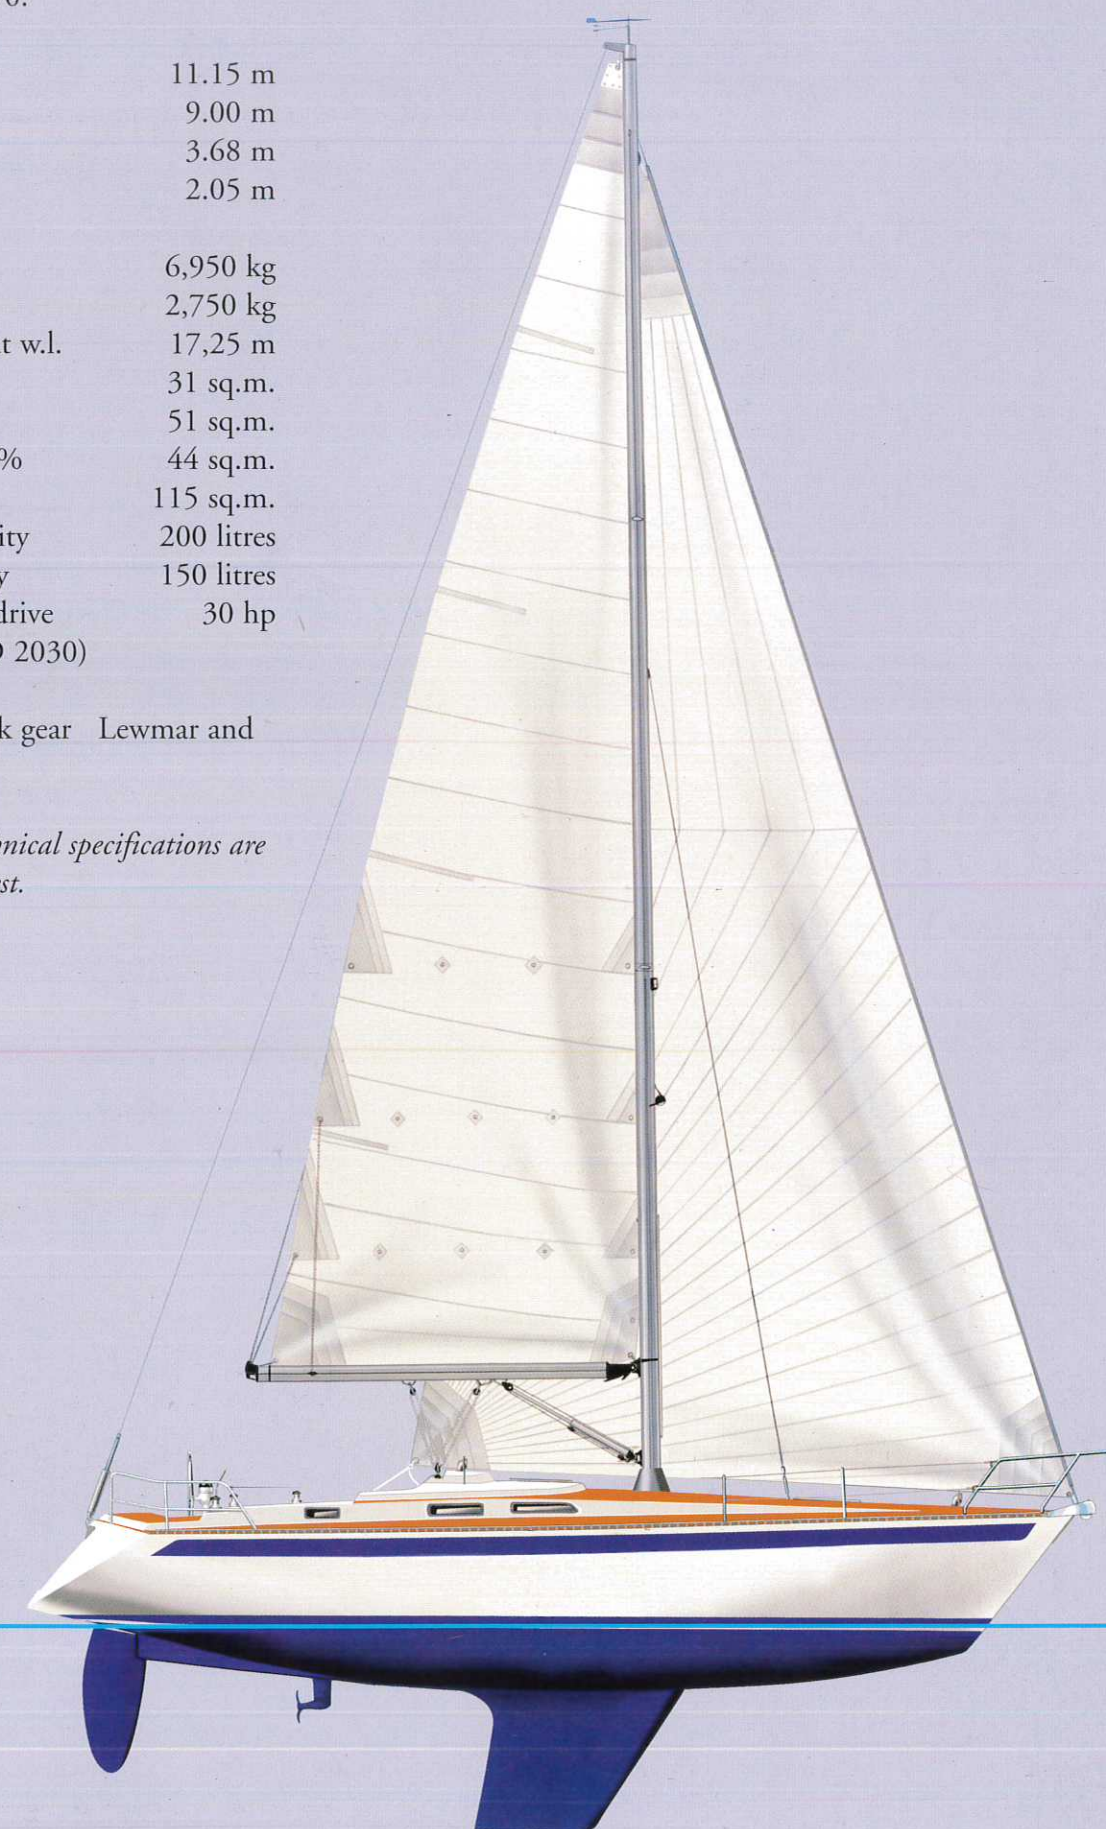 11.15 m
9.00 m
3.68 m
2.05 m
6,950 kg
2,750 kg
t w.l. 17,25 m
31 sq.m.
51 sq.m.
% 44 sq.m.
115 sq.m.
ity 200 litres
y 150 litres
drive 30 hp
2030)
k gear Lewmar and
nical specifications are
st.